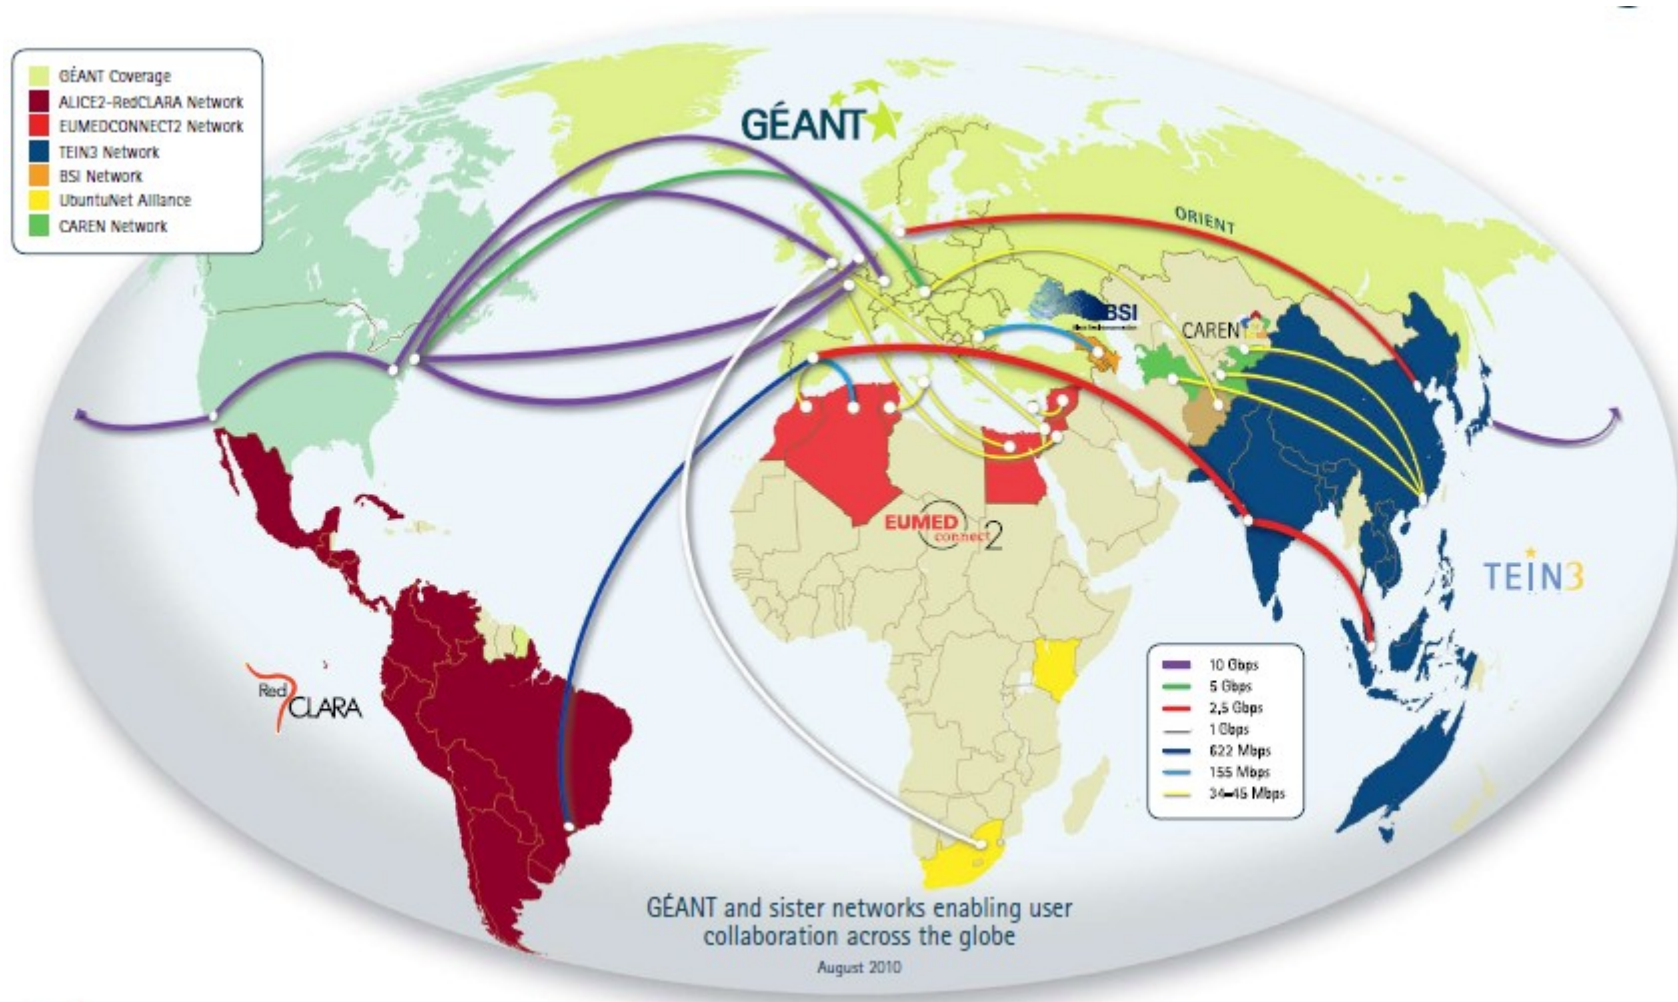 GÉANT Coverage
ALICE2-RedCLARA Network
EUMEDCONNECT2 Network
TEIN3 Network
BSI Network
UbuntuNet Alliance
CAREN Network
GÉANT
ORIENT
BSI
CAREN
EUMED
connect 2
TEIN3
Red
CLARA
10 Gbps
5 Gbps
2,5 Gbps
1 Gbps
622 Mbps
155 Mbps
34-45 Mbps
GÉANT and sister networks enabling user
collaboration across the globe
August 2010